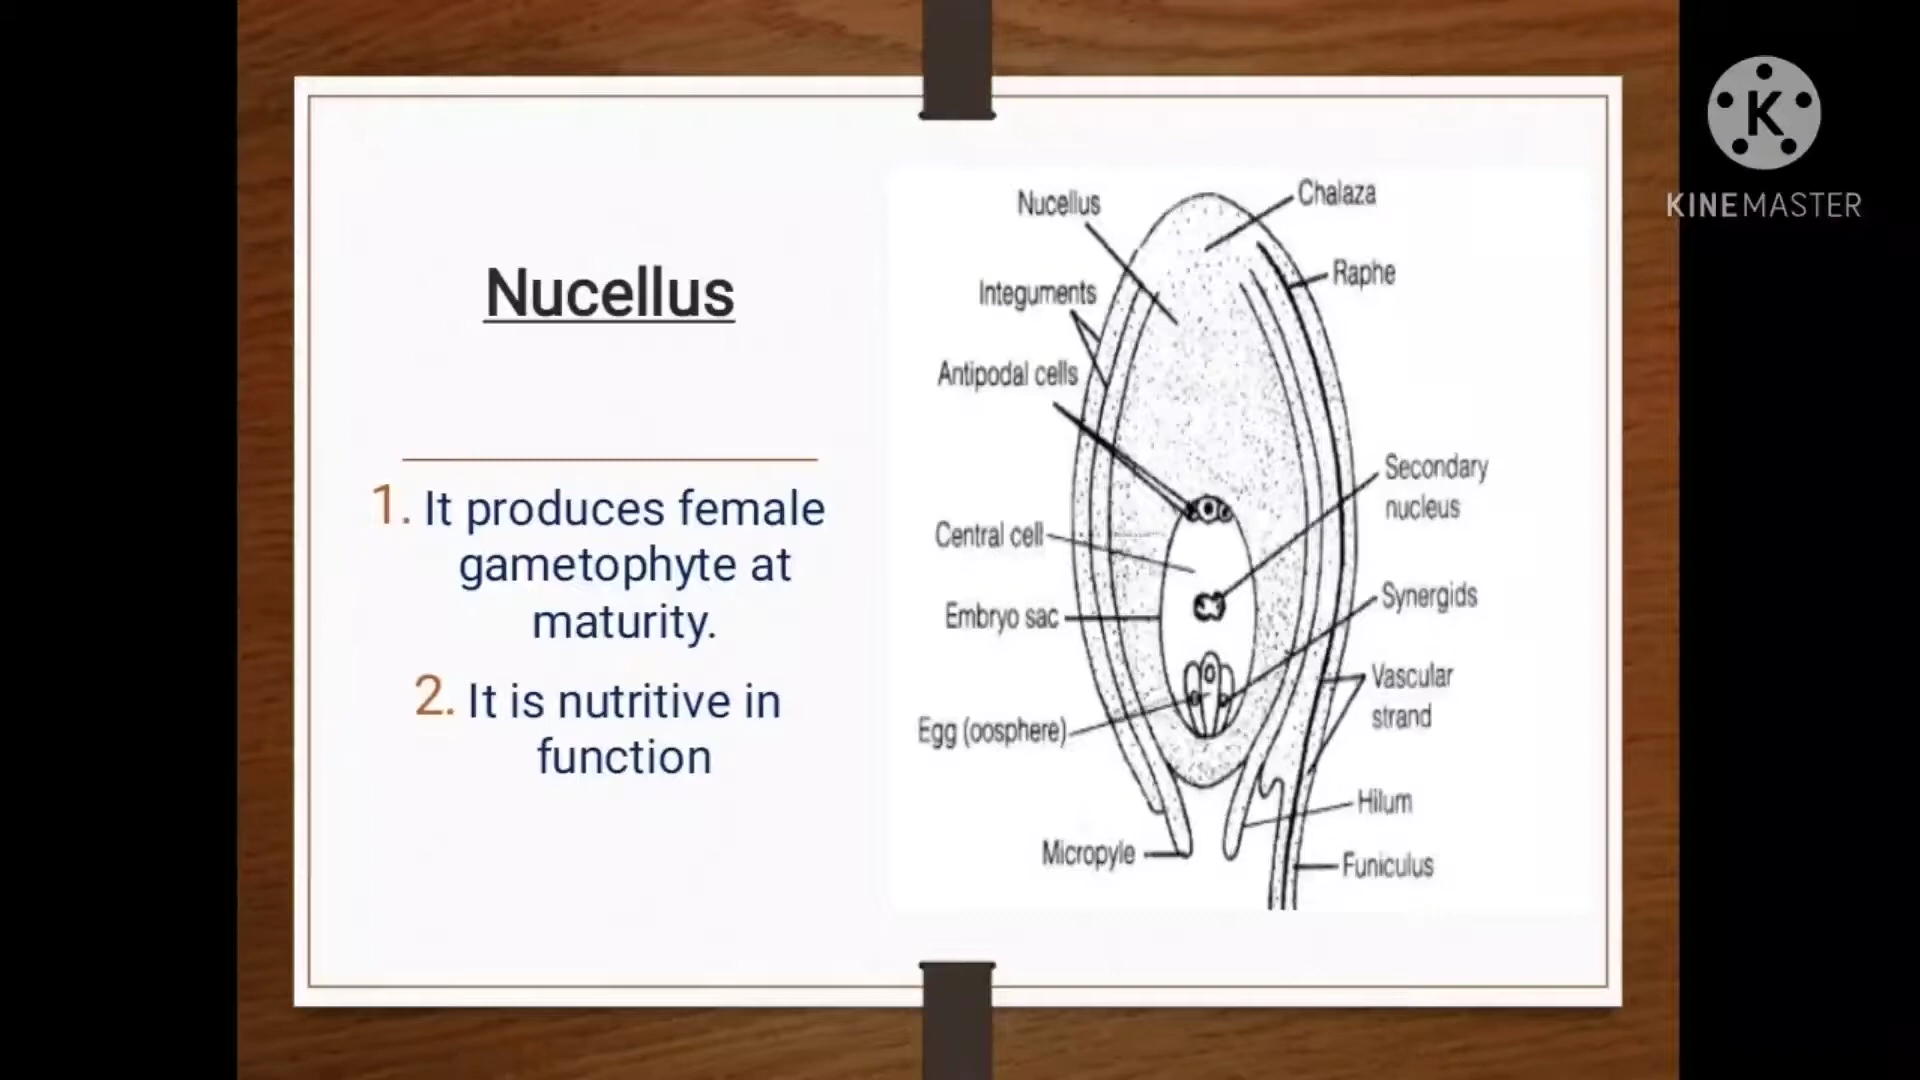 Nucellus
1. It produces female
gametophyte at
maturity.
2. It is nutritive in
function
Nucellus
Chalaza
Raphe
Integuments
Antipodal cells
Secondary
nucleus
Central cell
Synergids
Embryo sac
Vascular
strand
Egg (oosphere)
Hilum
Micropyle
Funiculus
K
KINEMASTER